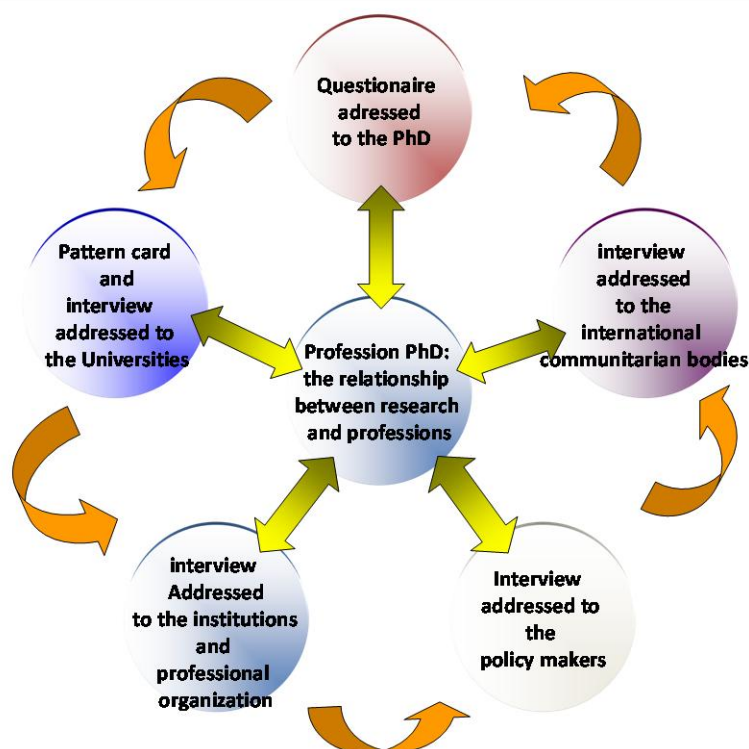 Questionaire
adressed
to the PhD
Pattern card
and
interview
addressed to
the Universities
interview
addressed
to the
international
communitarian bodies
Profession PhD:
the relationship
between research
and professions
interview
Addressed
to the institutions
and
professional
organization
Interview
addressed to
the
policy makers